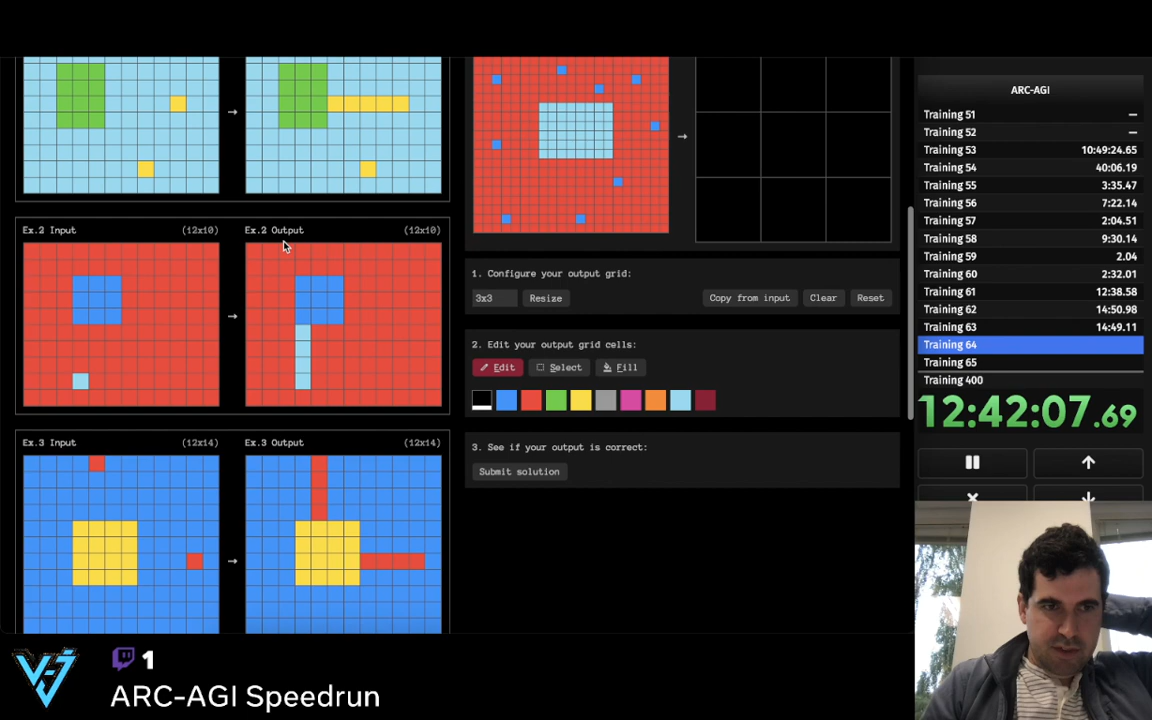 Ex.2 Input (12x10) Ex.2 Output (12x10)
Ex.3 Input (12x14) Ex.3 Output (12x14)
1. Configure your output grid:
3x3 Resize Copy from input Clear Reset
2. Edit your output grid cells:
Edit Select Fill
3. See if your output is correct:
Submit solution
ARC-AGI
Training 51 —
Training 52 —
Training 53 10:49:24.65
Training 54 40:06.19
Training 55 3:35.47
Training 56 7:22.14
Training 57 2:04.51
Training 58 9:30.14
Training 59 2.04
Training 60 2:32.01
Training 61 12:38.58
Training 62 14:50.98
Training 63 14:49.11
Training 64
Training 65
Training 400
12:42:07.69
1
ARC-AGI Speedrun